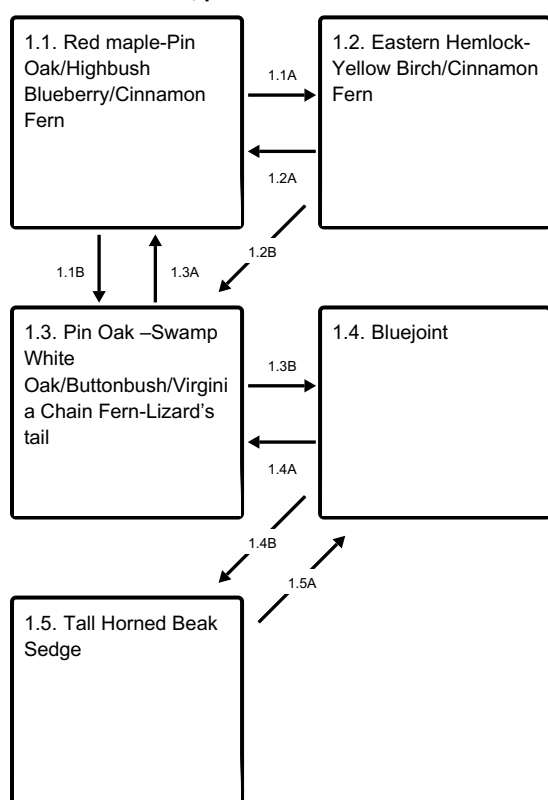 1.1. Red maple-Pin
Oak/Highbush
Blueberry/Cinnamon
Fern
1.1A
1.2A
1.2. Eastern Hemlock-
Yellow Birch/Cinnamon
Fern
1.1B
1.3A
1.2B
1.3. Pin Oak –Swamp
White
Oak/Buttonbush/Virgini
a Chain Fern-Lizard's
tail
1.3B
1.4A
1.4. Bluejoint
1.4B
1.5A
1.5. Tall Horned Beak
Sedge